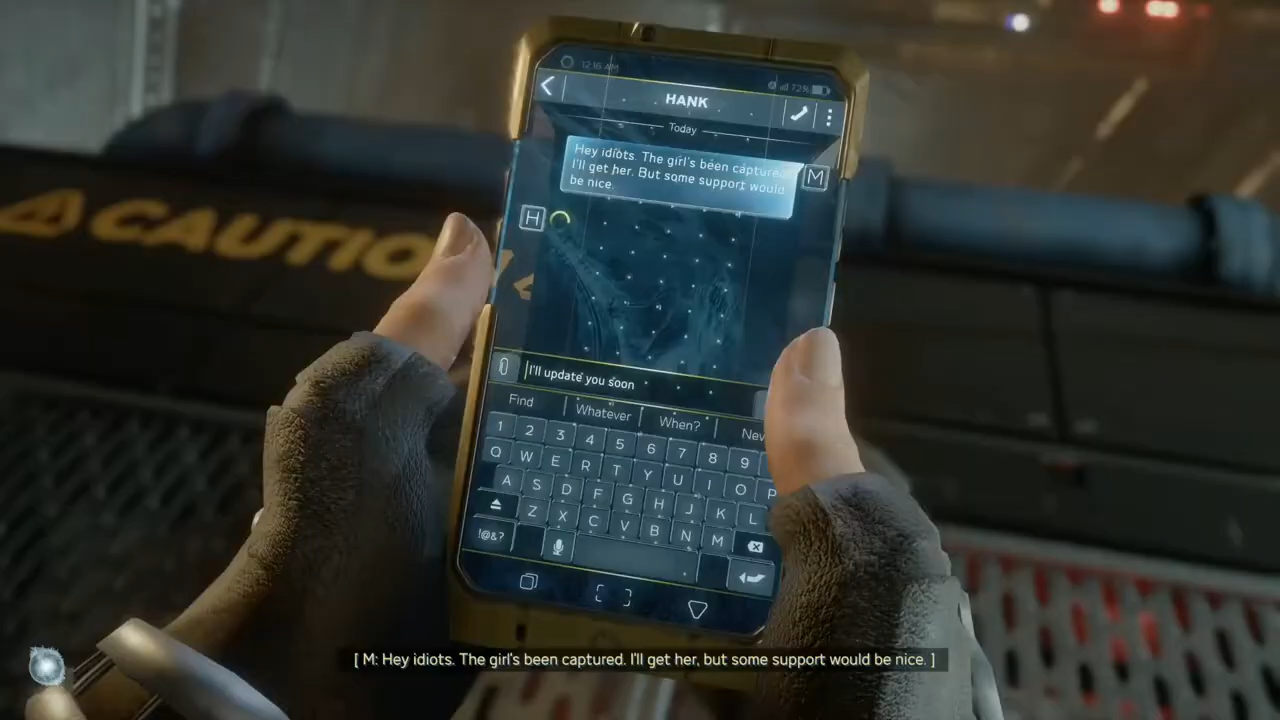 12:16 AM
72%
HANK
Today
Hey idiots. The girl's been captured.
I'll get her. But some support would
be nice.
M
H
CAUTIO
I'll update you soon
Find Whatever When?
1 2 3 4 5 6 7 8 9
Q W E R T Y U I O P
A S D F G H J K L
Z X C V B N M
!@&?
[ M: Hey idiots. The girl's been captured. I'll get her, but some support would be nice. ]